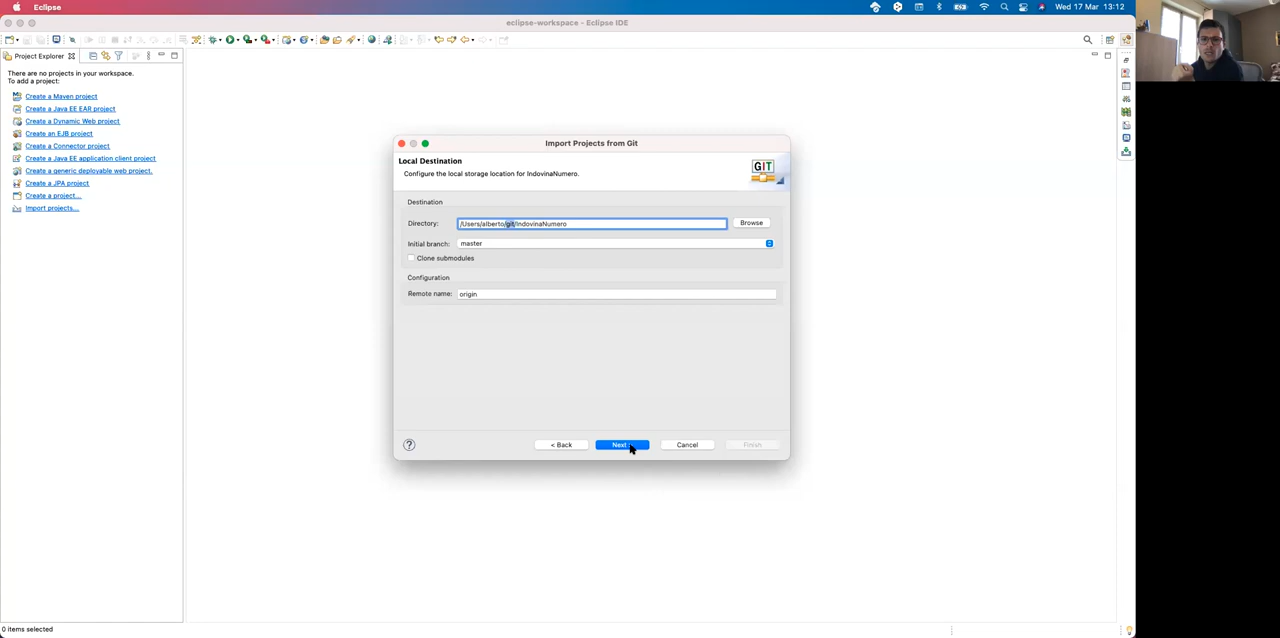 Eclipse
Wed 17 Mar 13:12
eclipse-workspace - Eclipse IDE
Project Explorer
There are no projects in your workspace.
To add a project:
Create a Maven project
Create a Java EE EAR project
Create a Dynamic Web project
Create an EJB project
Create a Connector project
Create a Java EE application client project
Create a generic deployable web project.
Create a JPA project
Create a project...
Import projects...
Import Projects from Git
Local Destination
Configure the local storage location for IndovinaNumero.
GIT
Destination
Directory: /Users/alberto/git/IndovinaNumero Browse
Initial branch: master
Clone submodules
Configuration
Remote name: origin
? < Back Next > Cancel Finish
0 items selected